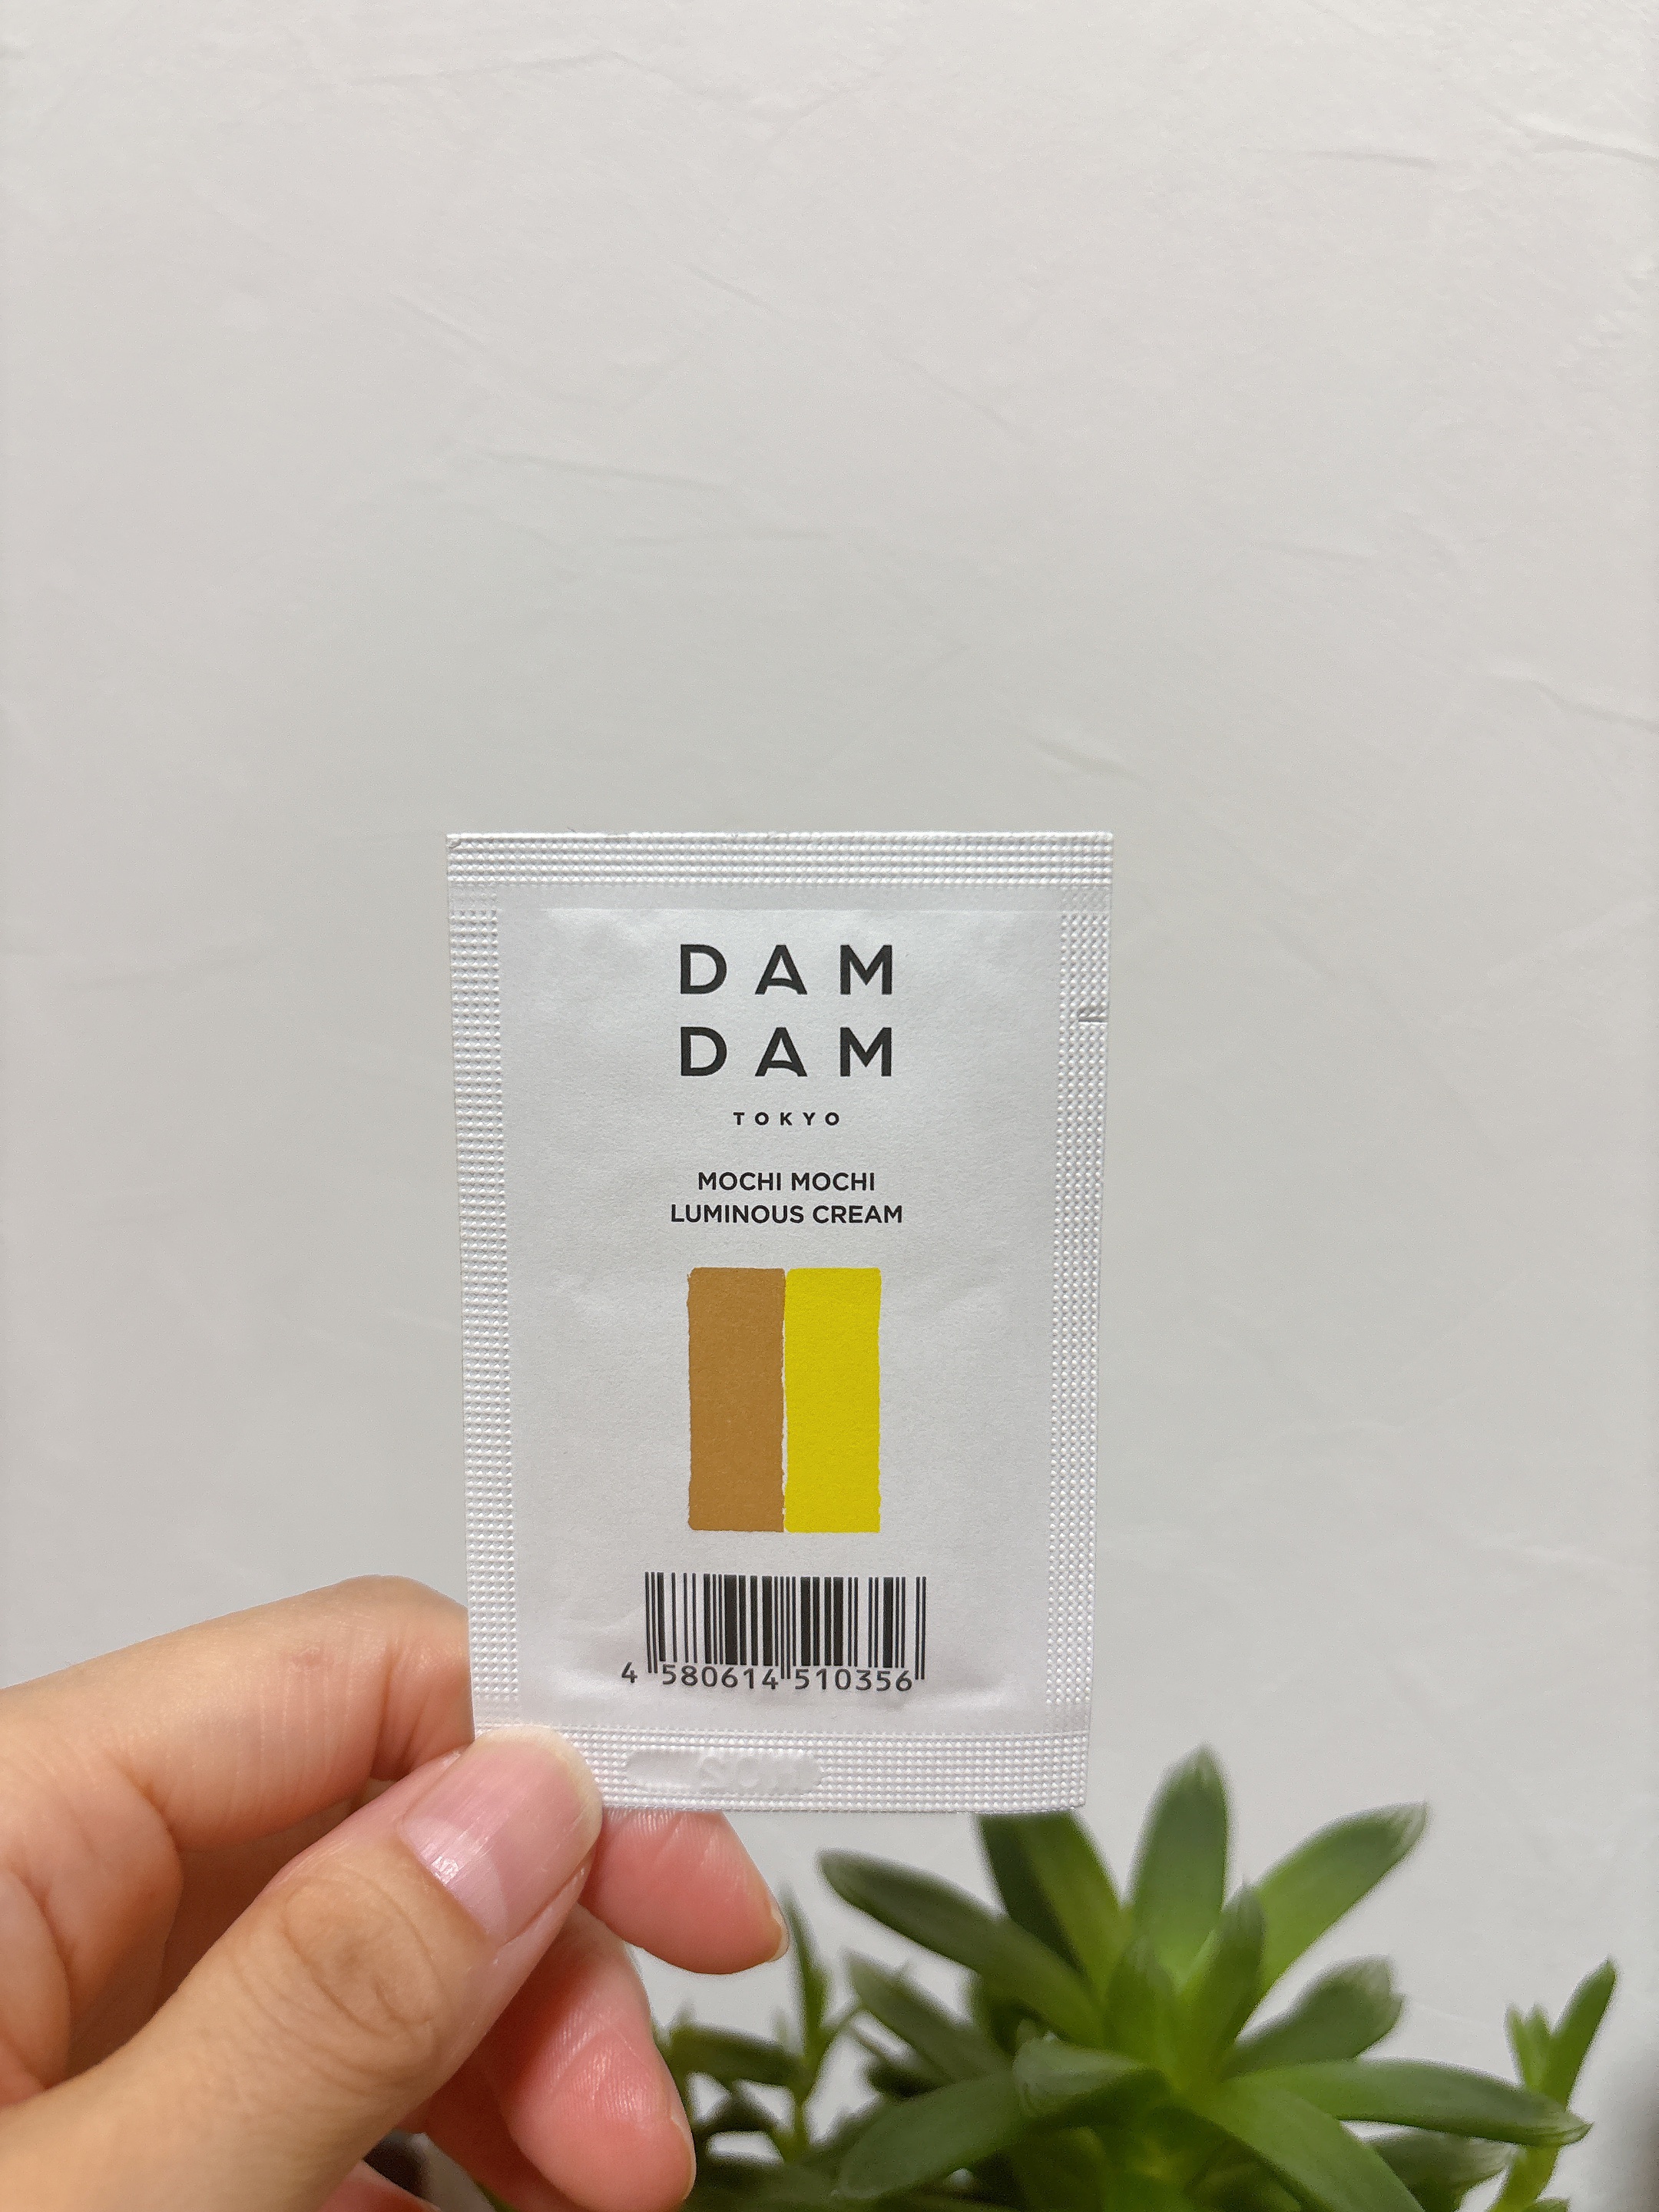 DAM
DAM
TOKYO
MOCHI MOCHI
LUMINOUS CREAM
4 580614 510356